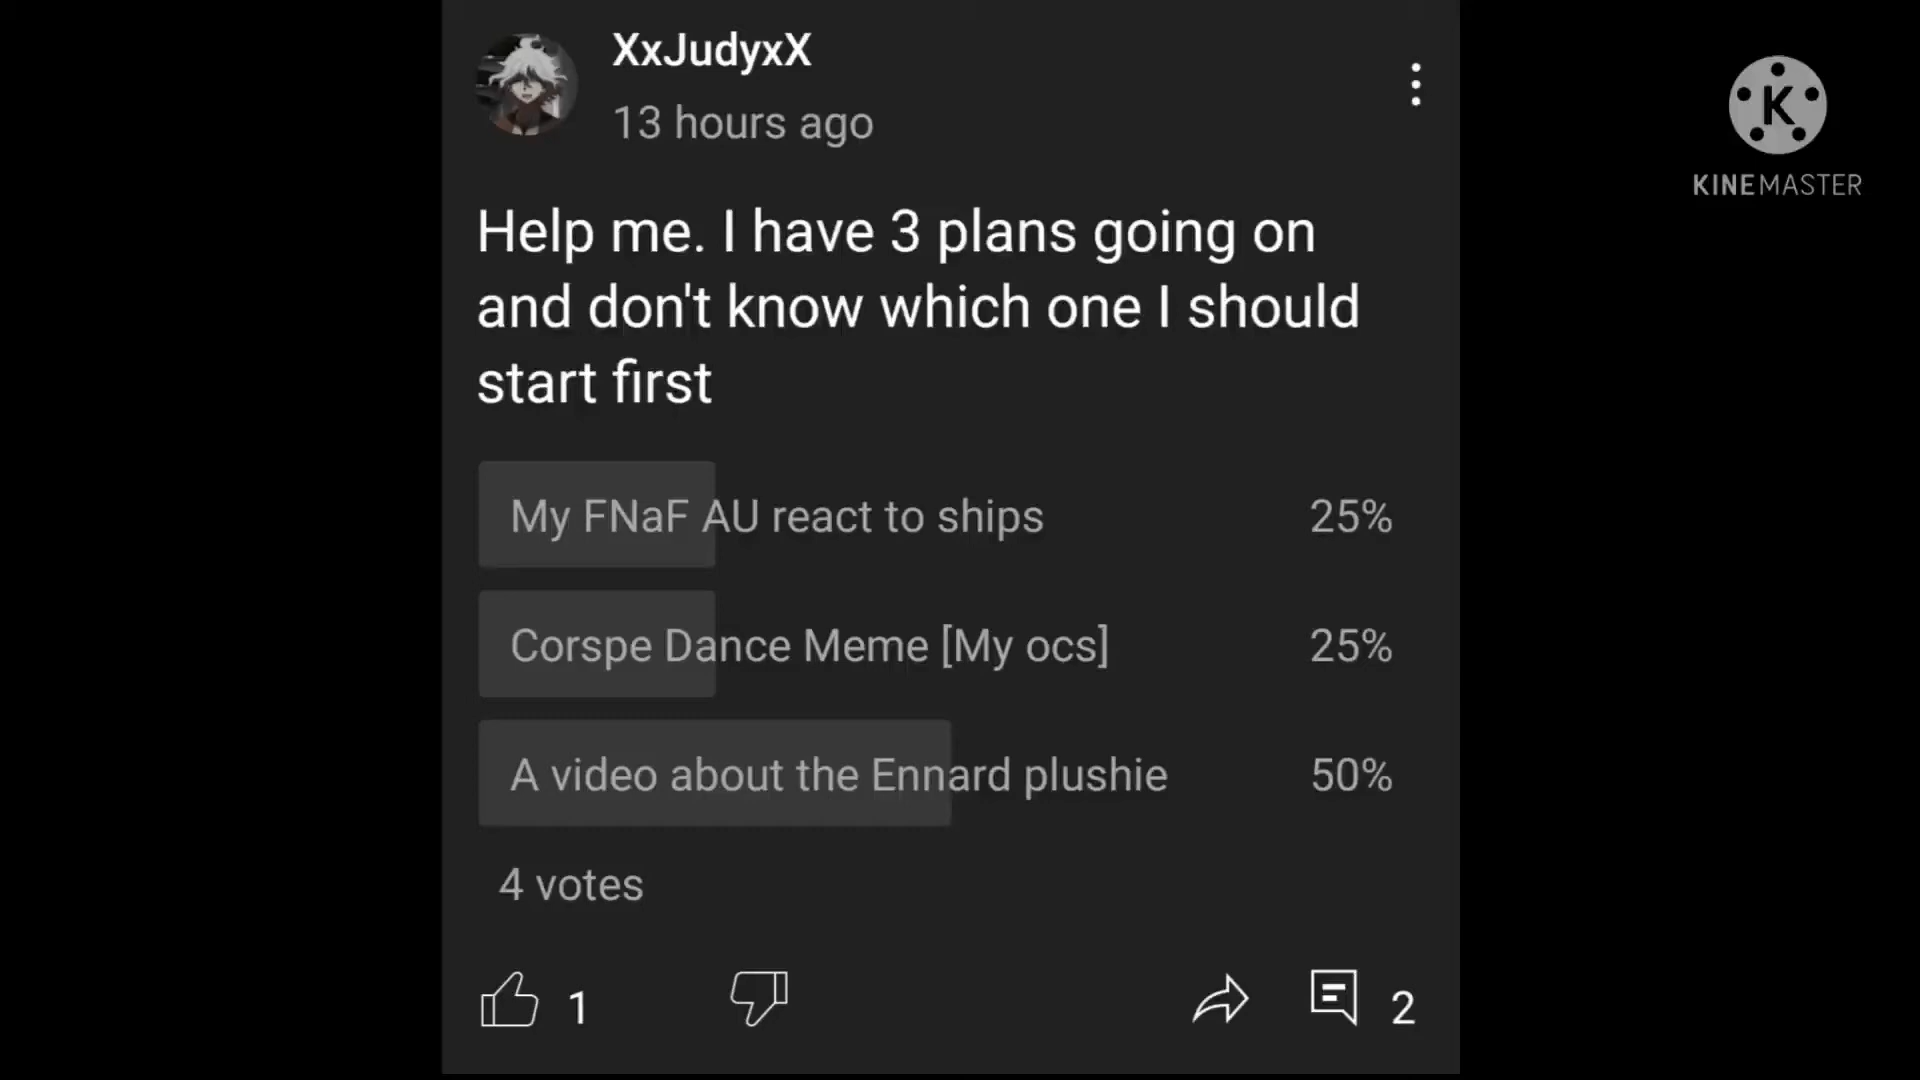 XxJudyxX
13 hours ago
K
KINEMASTER
Help me. I have 3 plans going on
and don't know which one I should
start first
My FNaF AU react to ships 25%
Corspe Dance Meme [My ocs] 25%
A video about the Ennard plushie 50%
4 votes
1
2